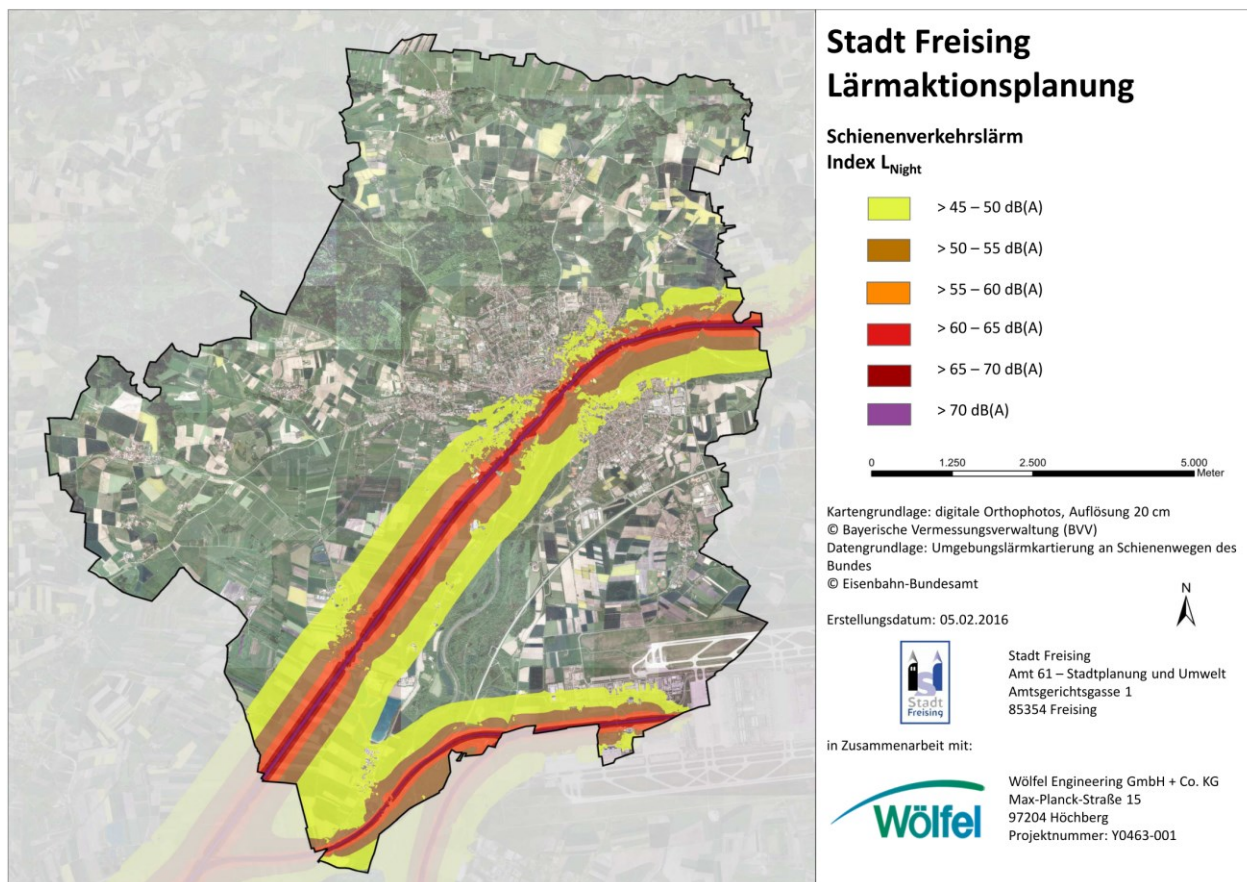 Stadt Freising
Lärmaktionsplanung
Schienenverkehrslärm
Index LNight
> 45 – 50 dB(A)
> 50 – 55 dB(A)
> 55 – 60 dB(A)
> 60 – 65 dB(A)
> 65 – 70 dB(A)
> 70 dB(A)
0 1.250 2.500 5.000
Meter
Kartengrundlage: digitale Orthophotos, Auflösung 20 cm
© Bayerische Vermessungsverwaltung (BVV)
Datengrundlage: Umgebungslärmkartierung an Schienenwegen des
Bundes
© Eisenbahn-Bundesamt
N
Erstellungsdatum: 05.02.2016
Stadt
Freising
Stadt Freising
Amt 61 – Stadtplanung und Umwelt
Amtsgerichtsgasse 1
85354 Freising
in Zusammenarbeit mit:
Wölfel
Wölfel Engineering GmbH + Co. KG
Max-Planck-Straße 15
97204 Höchberg
Projektnummer: Y0463-001